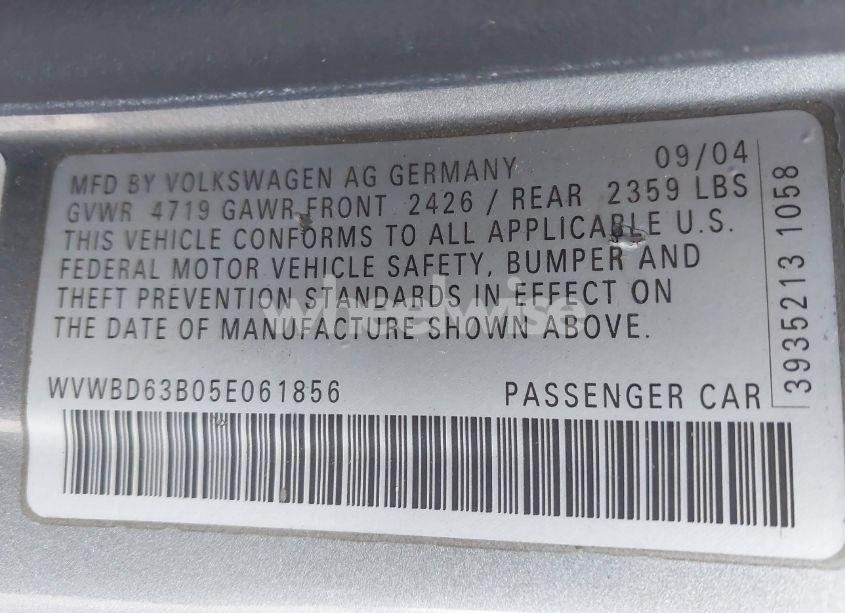 MFD BY VOLKSWAGEN AG GERMANY 09/04
GVWR 4719 GAWR FRONT 2426 / REAR 2359 LBS
THIS VEHICLE CONFORMS TO ALL APPLICABLE U.S.
FEDERAL MOTOR VEHICLE SAFETY, BUMPER AND
THEFT PREVENTION STANDARDS IN EFFECT ON
THE DATE OF MANUFACTURE SHOWN ABOVE.
WVWBD63B05E061856 PASSENGER CAR
3935213 1058
wheelwise